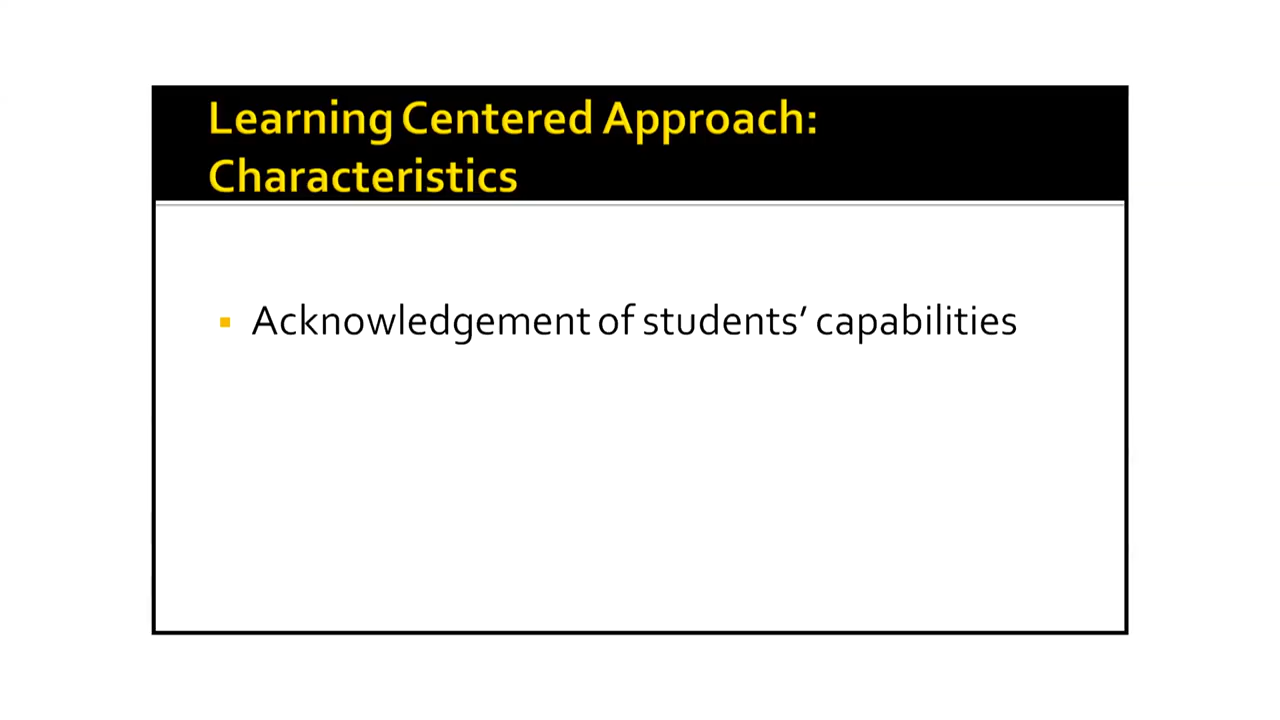 Learning Centered Approach:
Characteristics
▪ Acknowledgement of students’ capabilities